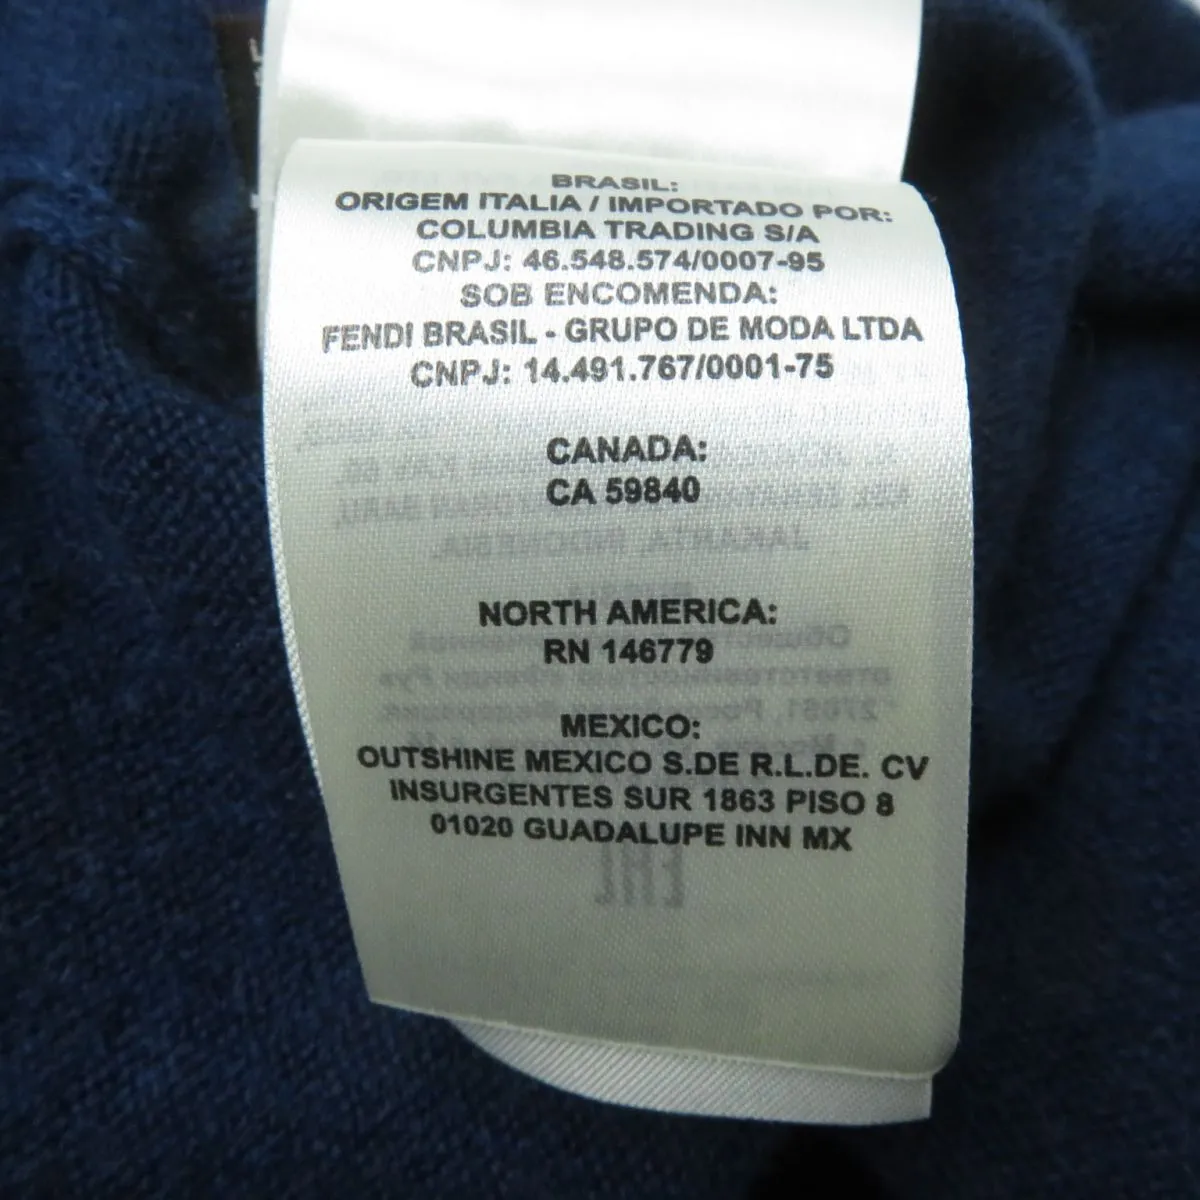 BRASIL:
ORIGEM ITALIA / IMPORTADO POR:
COLUMBIA TRADING S/A
CNPJ: 46.548.574/0007-95
SOB ENCOMENDA:
FENDI BRASIL - GRUPO DE MODA LTDA
CNPJ: 14.491.767/0001-75
CANADA:
CA 59840
NORTH AMERICA:
RN 146779
MEXICO:
OUTSHINE MEXICO S.DE R.L.DE. CV
INSURGENTES SUR 1863 PISO 8
01020 GUADALUPE INN MX